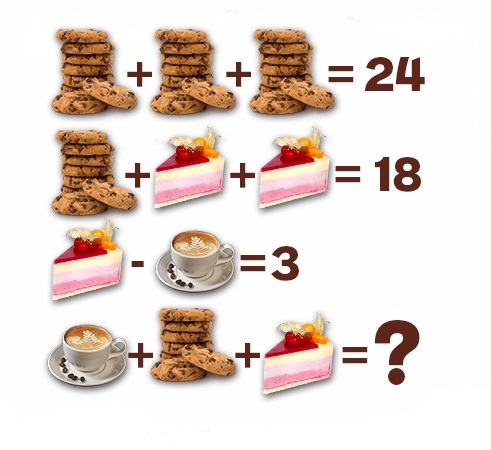 + + = 24
+ + = 18
- = 3
+ + = ?